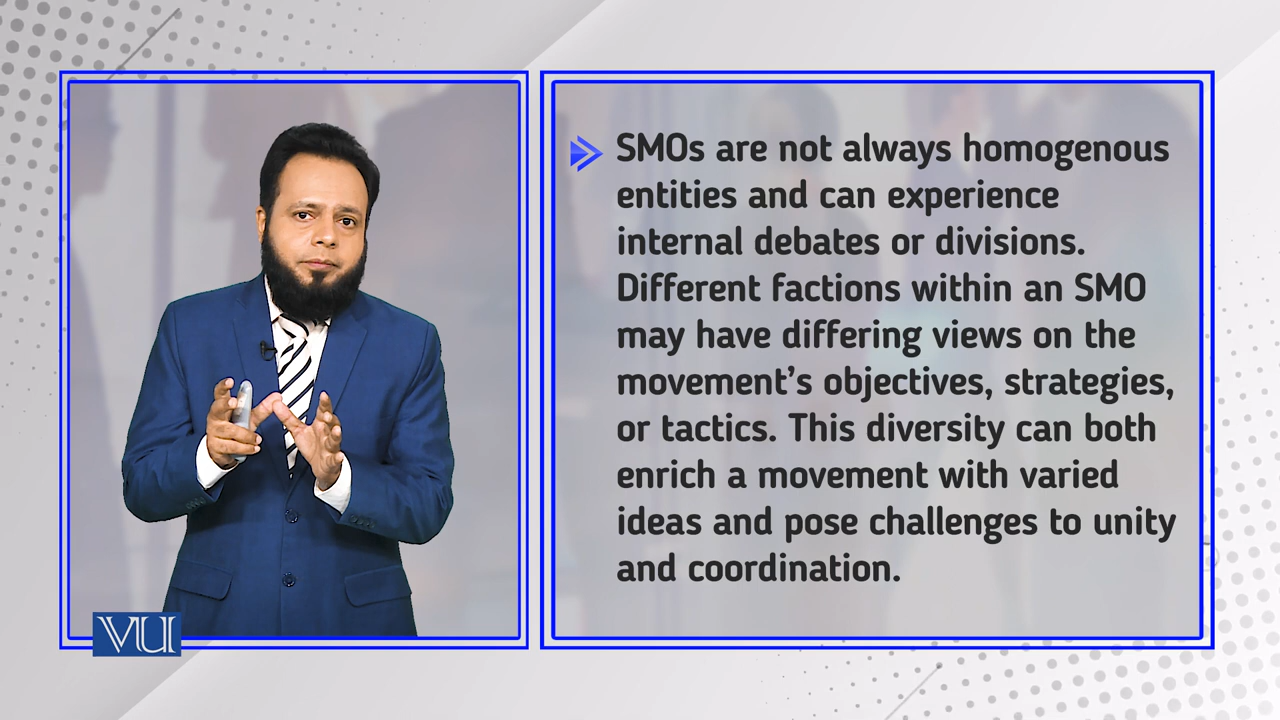 SMOs are not always homogenous
entities and can experience
internal debates or divisions.
Different factions within an SMO
may have differing views on the
movement’s objectives, strategies,
or tactics. This diversity can both
enrich a movement with varied
ideas and pose challenges to unity
and coordination.
VU